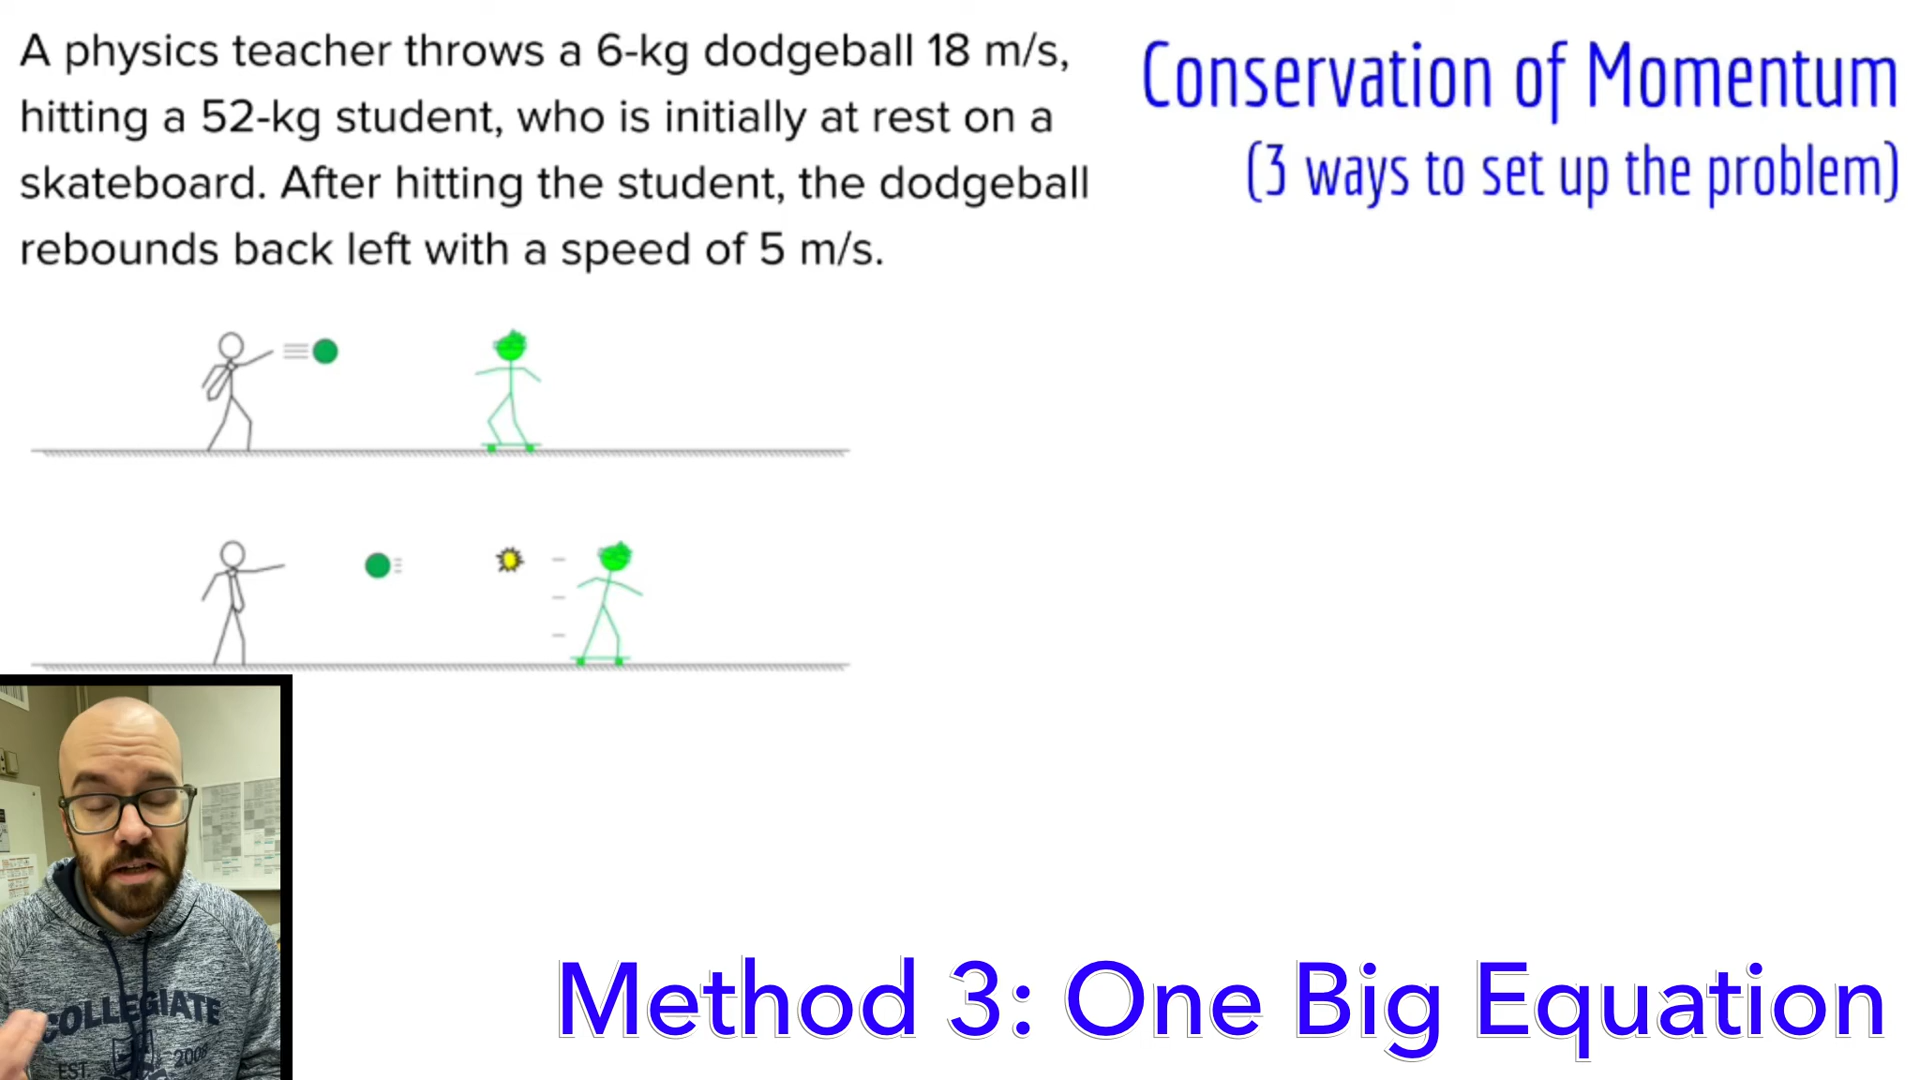 A physics teacher throws a 6-kg dodgeball 18 m/s,
hitting a 52-kg student, who is initially at rest on a
skateboard. After hitting the student, the dodgeball
rebounds back left with a speed of 5 m/s.
Conservation of Momentum
(3 ways to set up the problem)
COLLEGIATE
EST. 2008
Method 3: One Big Equation